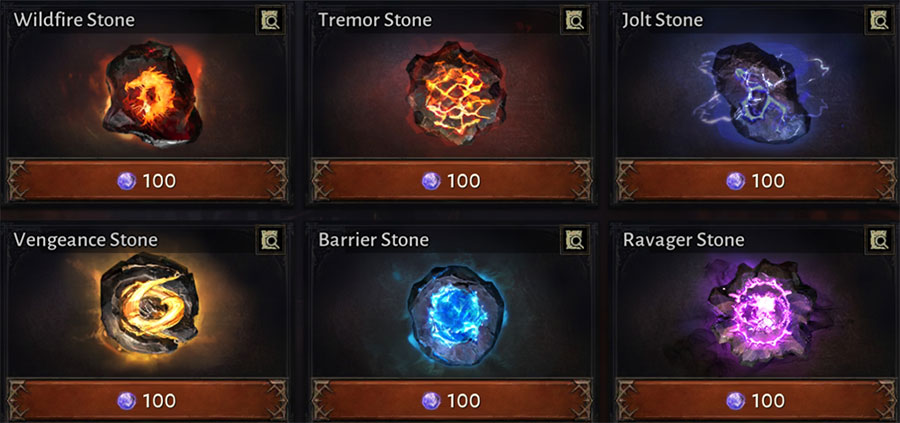 Wildfire Stone
Tremor Stone
Jolt Stone
100
100
100
Vengeance Stone
Barrier Stone
Ravager Stone
100
100
100